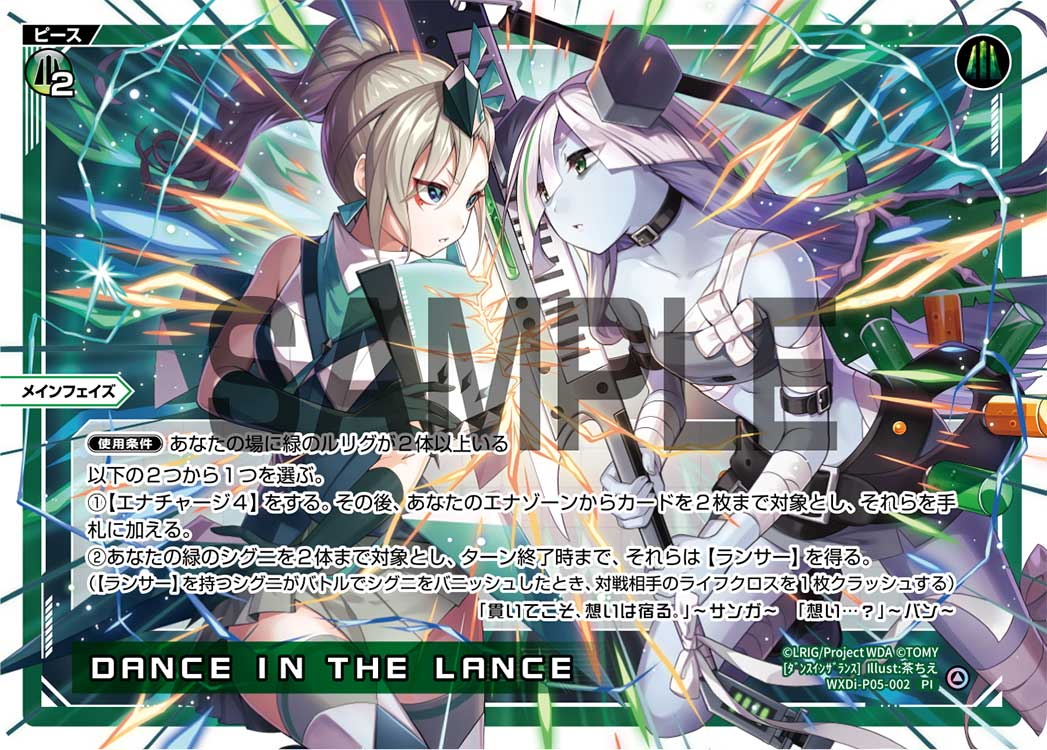 ピース
2
メインフェイズ
SAMPLE
使用条件 あなたの場に緑のルリグが2体以上いる
以下の2つから1つを選ぶ。
①【エナチャージ4】をする。その後、あなたのエナゾーンからカードを2枚まで対象とし、それらを手
札に加える。
②あなたの緑のシグニを2体まで対象とし、ターン終了時まで、それらは【ランサー】を得る。
(【ランサー】を持つシグニがバトルでシグニをバニッシュしたとき、対戦相手のライフクロスを1枚クラッシュする)
「貫いてこそ、想いは宿る。」～サンガ～ 「想い…?」～バン～
DANCE IN THE LANCE
©LRIG/Project WDA ©TOMY
[ダンスインザランス] Illust:茶ちえ
WXDi-P05-002 PI